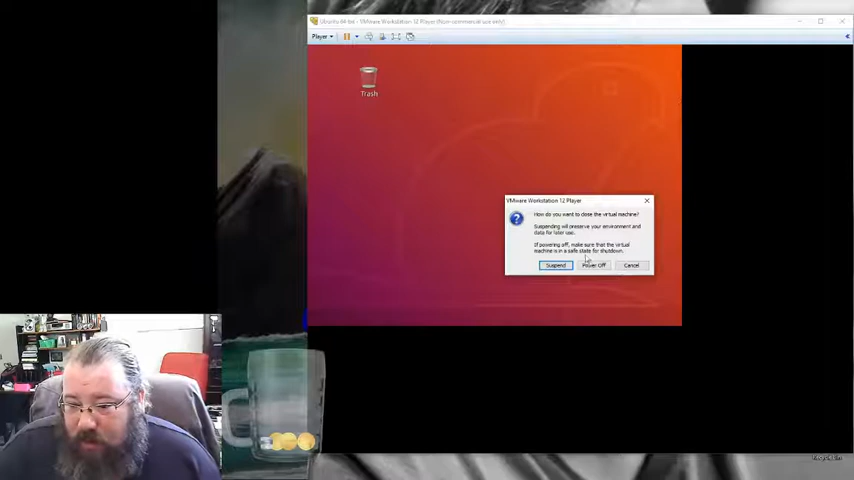 Ubuntu 64-bit - VMware Workstation 12 Player (Non-commercial use only)
Player
Trash
VMware Workstation 12 Player
How do you want to close the virtual machine?
Suspending will preserve your environment and
data for later use.
If powering off, make sure that the virtual
machine is in a safe state for shutdown.
Suspend
Power Off
Cancel